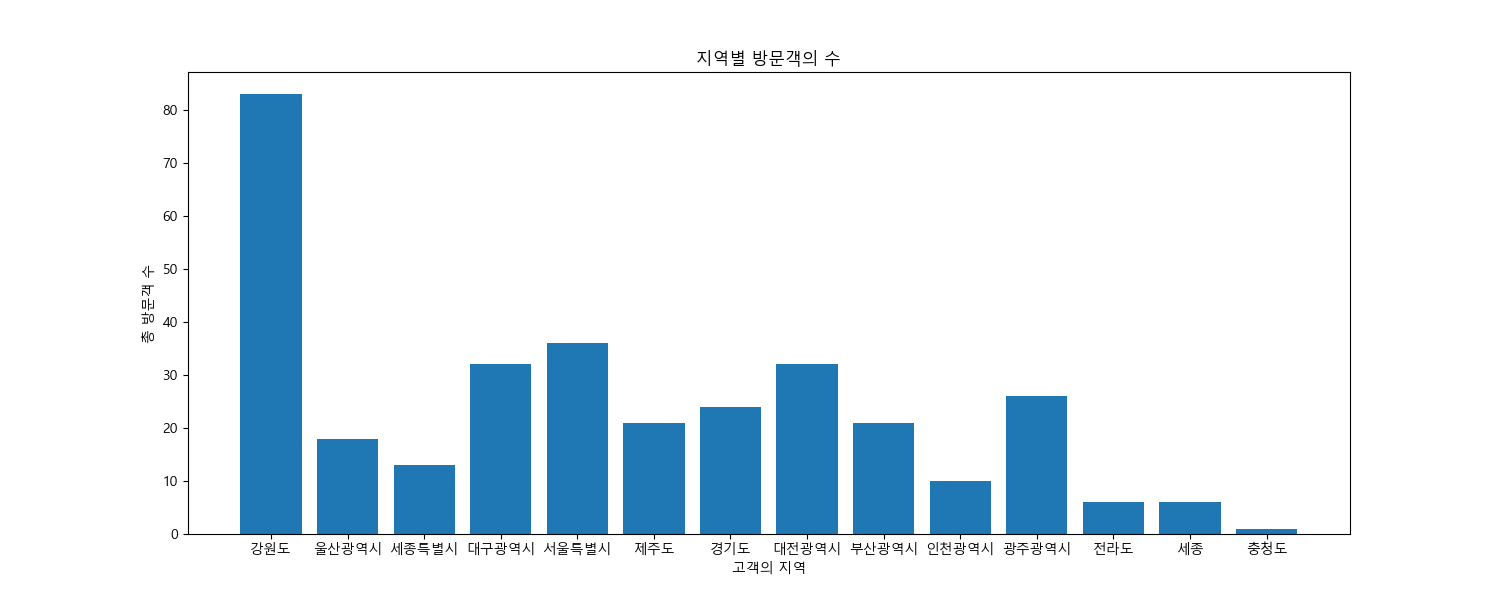 지역별 방문객의 수
총 방문객 수
80
70
60
50
40
30
20
10
0
강원도 울산광역시 세종특별시 대구광역시 서울특별시 제주도 경기도 대전광역시 부산광역시 인천광역시 광주광역시 전라도 세종 충청도
고객의 지역